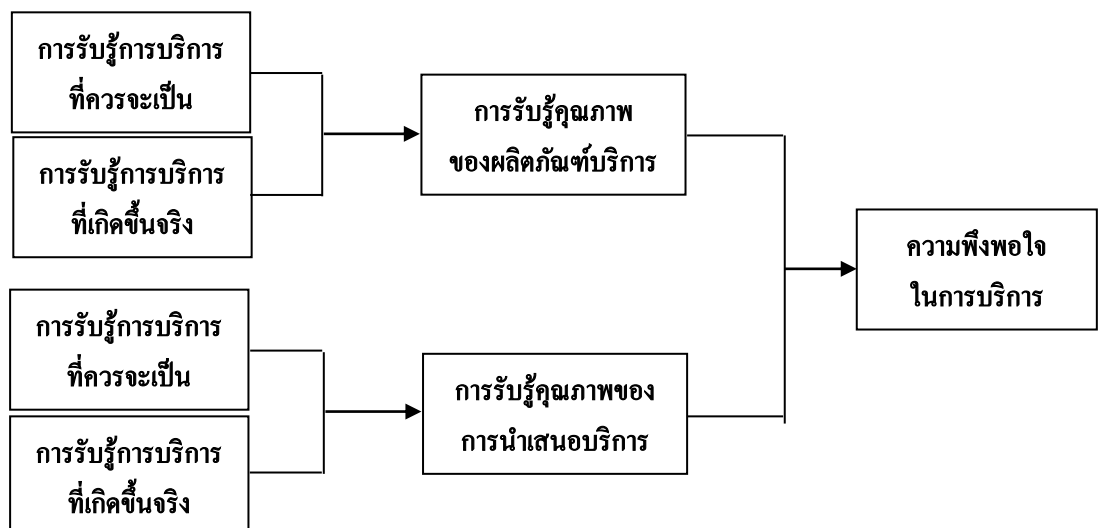 การรับรู้การบริการ
ที่ควรจะเป็น
การรับรู้การบริการ
ที่เกิดขึ้นจริง
การรับรู้คุณภาพ
ของผลิตภัณฑ์บริการ
ความพึงพอใจ
ในการบริการ
การรับรู้การบริการ
ที่ควรจะเป็น
การรับรู้การบริการ
ที่เกิดขึ้นจริง
การรับรู้คุณภาพของ
การนำเสนอบริการ